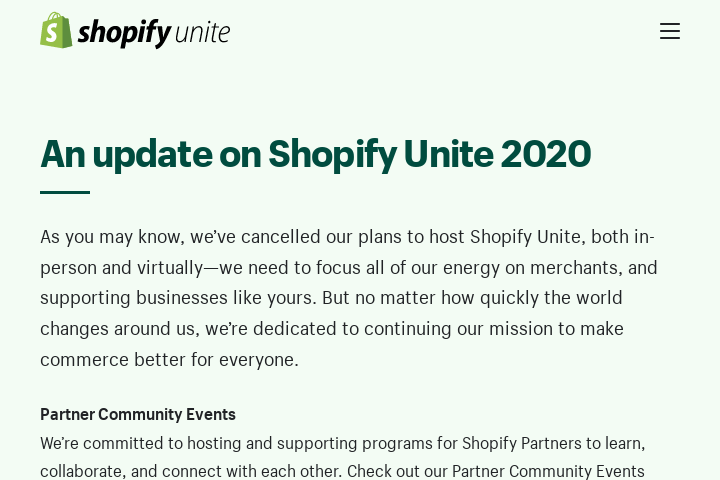 shopify unite
An update on Shopify Unite 2020
As you may know, we’ve cancelled our plans to host Shopify Unite, both in-
person and virtually—we need to focus all of our energy on merchants, and
supporting businesses like yours. But no matter how quickly the world
changes around us, we’re dedicated to continuing our mission to make
commerce better for everyone.
Partner Community Events
We’re committed to hosting and supporting programs for Shopify Partners to learn,
collaborate, and connect with each other. Check out our Partner Community Events